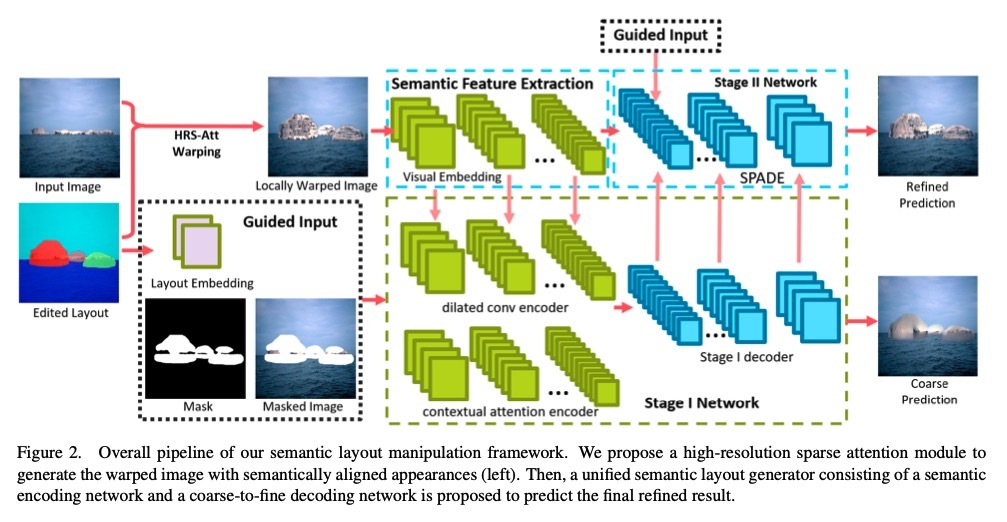 Guided Input
Semantic Feature Extraction
Stage II Network
HRS-Att
Warping
Input Image
Locally Warped Image
Visual Embedding
SPADE
Refined
Prediction
Guided Input
Layout Embedding
Edited Layout
dilated conv encoder
Stage I decoder
Mask
Masked Image
contextual attention encoder
Stage I Network
Coarse
Prediction
Figure 2. Overall pipeline of our semantic layout manipulation framework. We propose a high-resolution sparse attention module to
generate the warped image with semantically aligned appearances (left). Then, a unified semantic layout generator consisting of a semantic
encoding network and a coarse-to-fine decoding network is proposed to predict the final refined result.